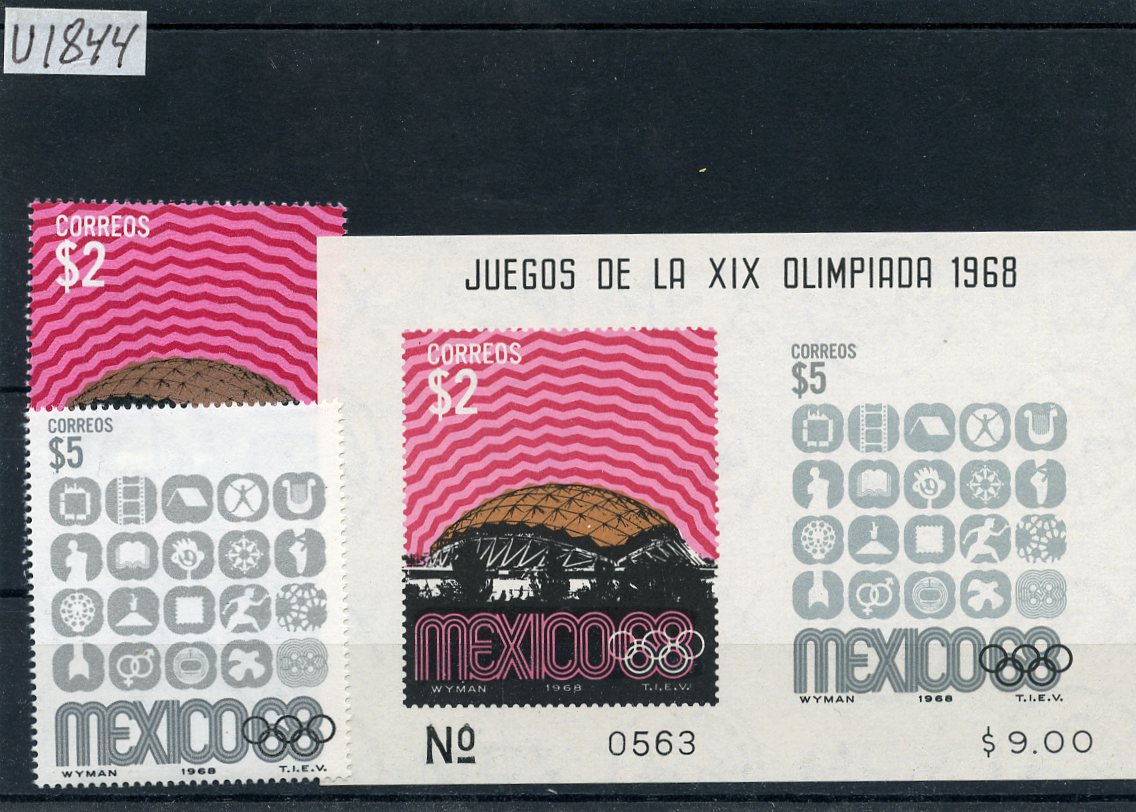 U1844
CORREOS
$2
CORREOS
$5
MEXICO68
WYMAN 1968 T.I.E.V.
JUEGOS DE LA XIX OLIMPIADA 1968
CORREOS
$2
MEXICO68
WYMAN 1968 T.I.E.V.
CORREOS
$5
MEXICO68
WYMAN 1968 T.I.E.V.
Nº 0563 $9.00